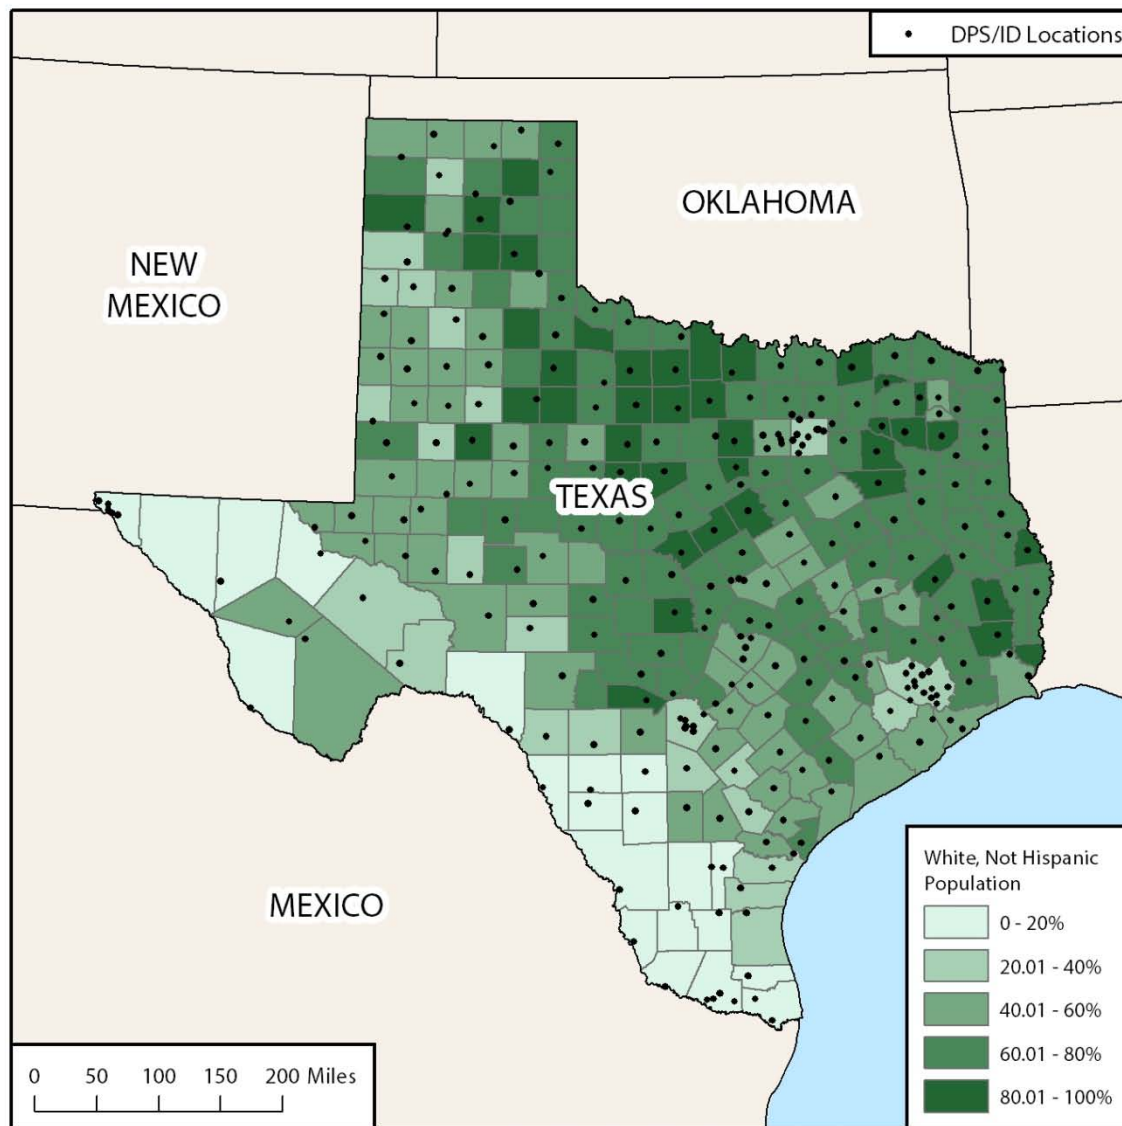 DPS/ID Locations
OKLAHOMA
NEW
MEXICO
TEXAS
MEXICO
White, Not Hispanic
Population
0 - 20%
20.01 - 40%
40.01 - 60%
60.01 - 80%
80.01 - 100%
0 50 100 150 200 Miles